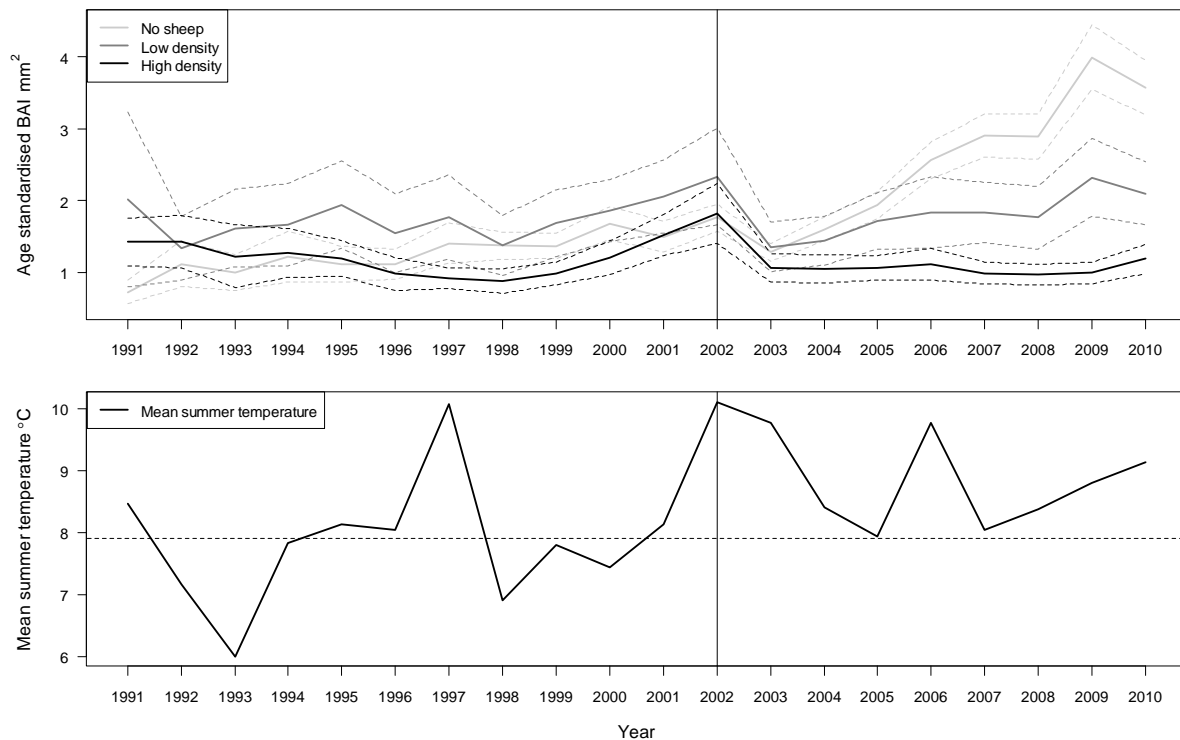 No sheep
Low density
High density
Age standardised BAI mm²
4
3
2
1
1991 1992 1993 1994 1995 1996 1997 1998 1999 2000 2001 2002 2003 2004 2005 2006 2007 2008 2009 2010
Mean summer temperature
Mean summer temperature °C
10
9
8
7
6
1991 1992 1993 1994 1995 1996 1997 1998 1999 2000 2001 2002 2003 2004 2005 2006 2007 2008 2009 2010
Year